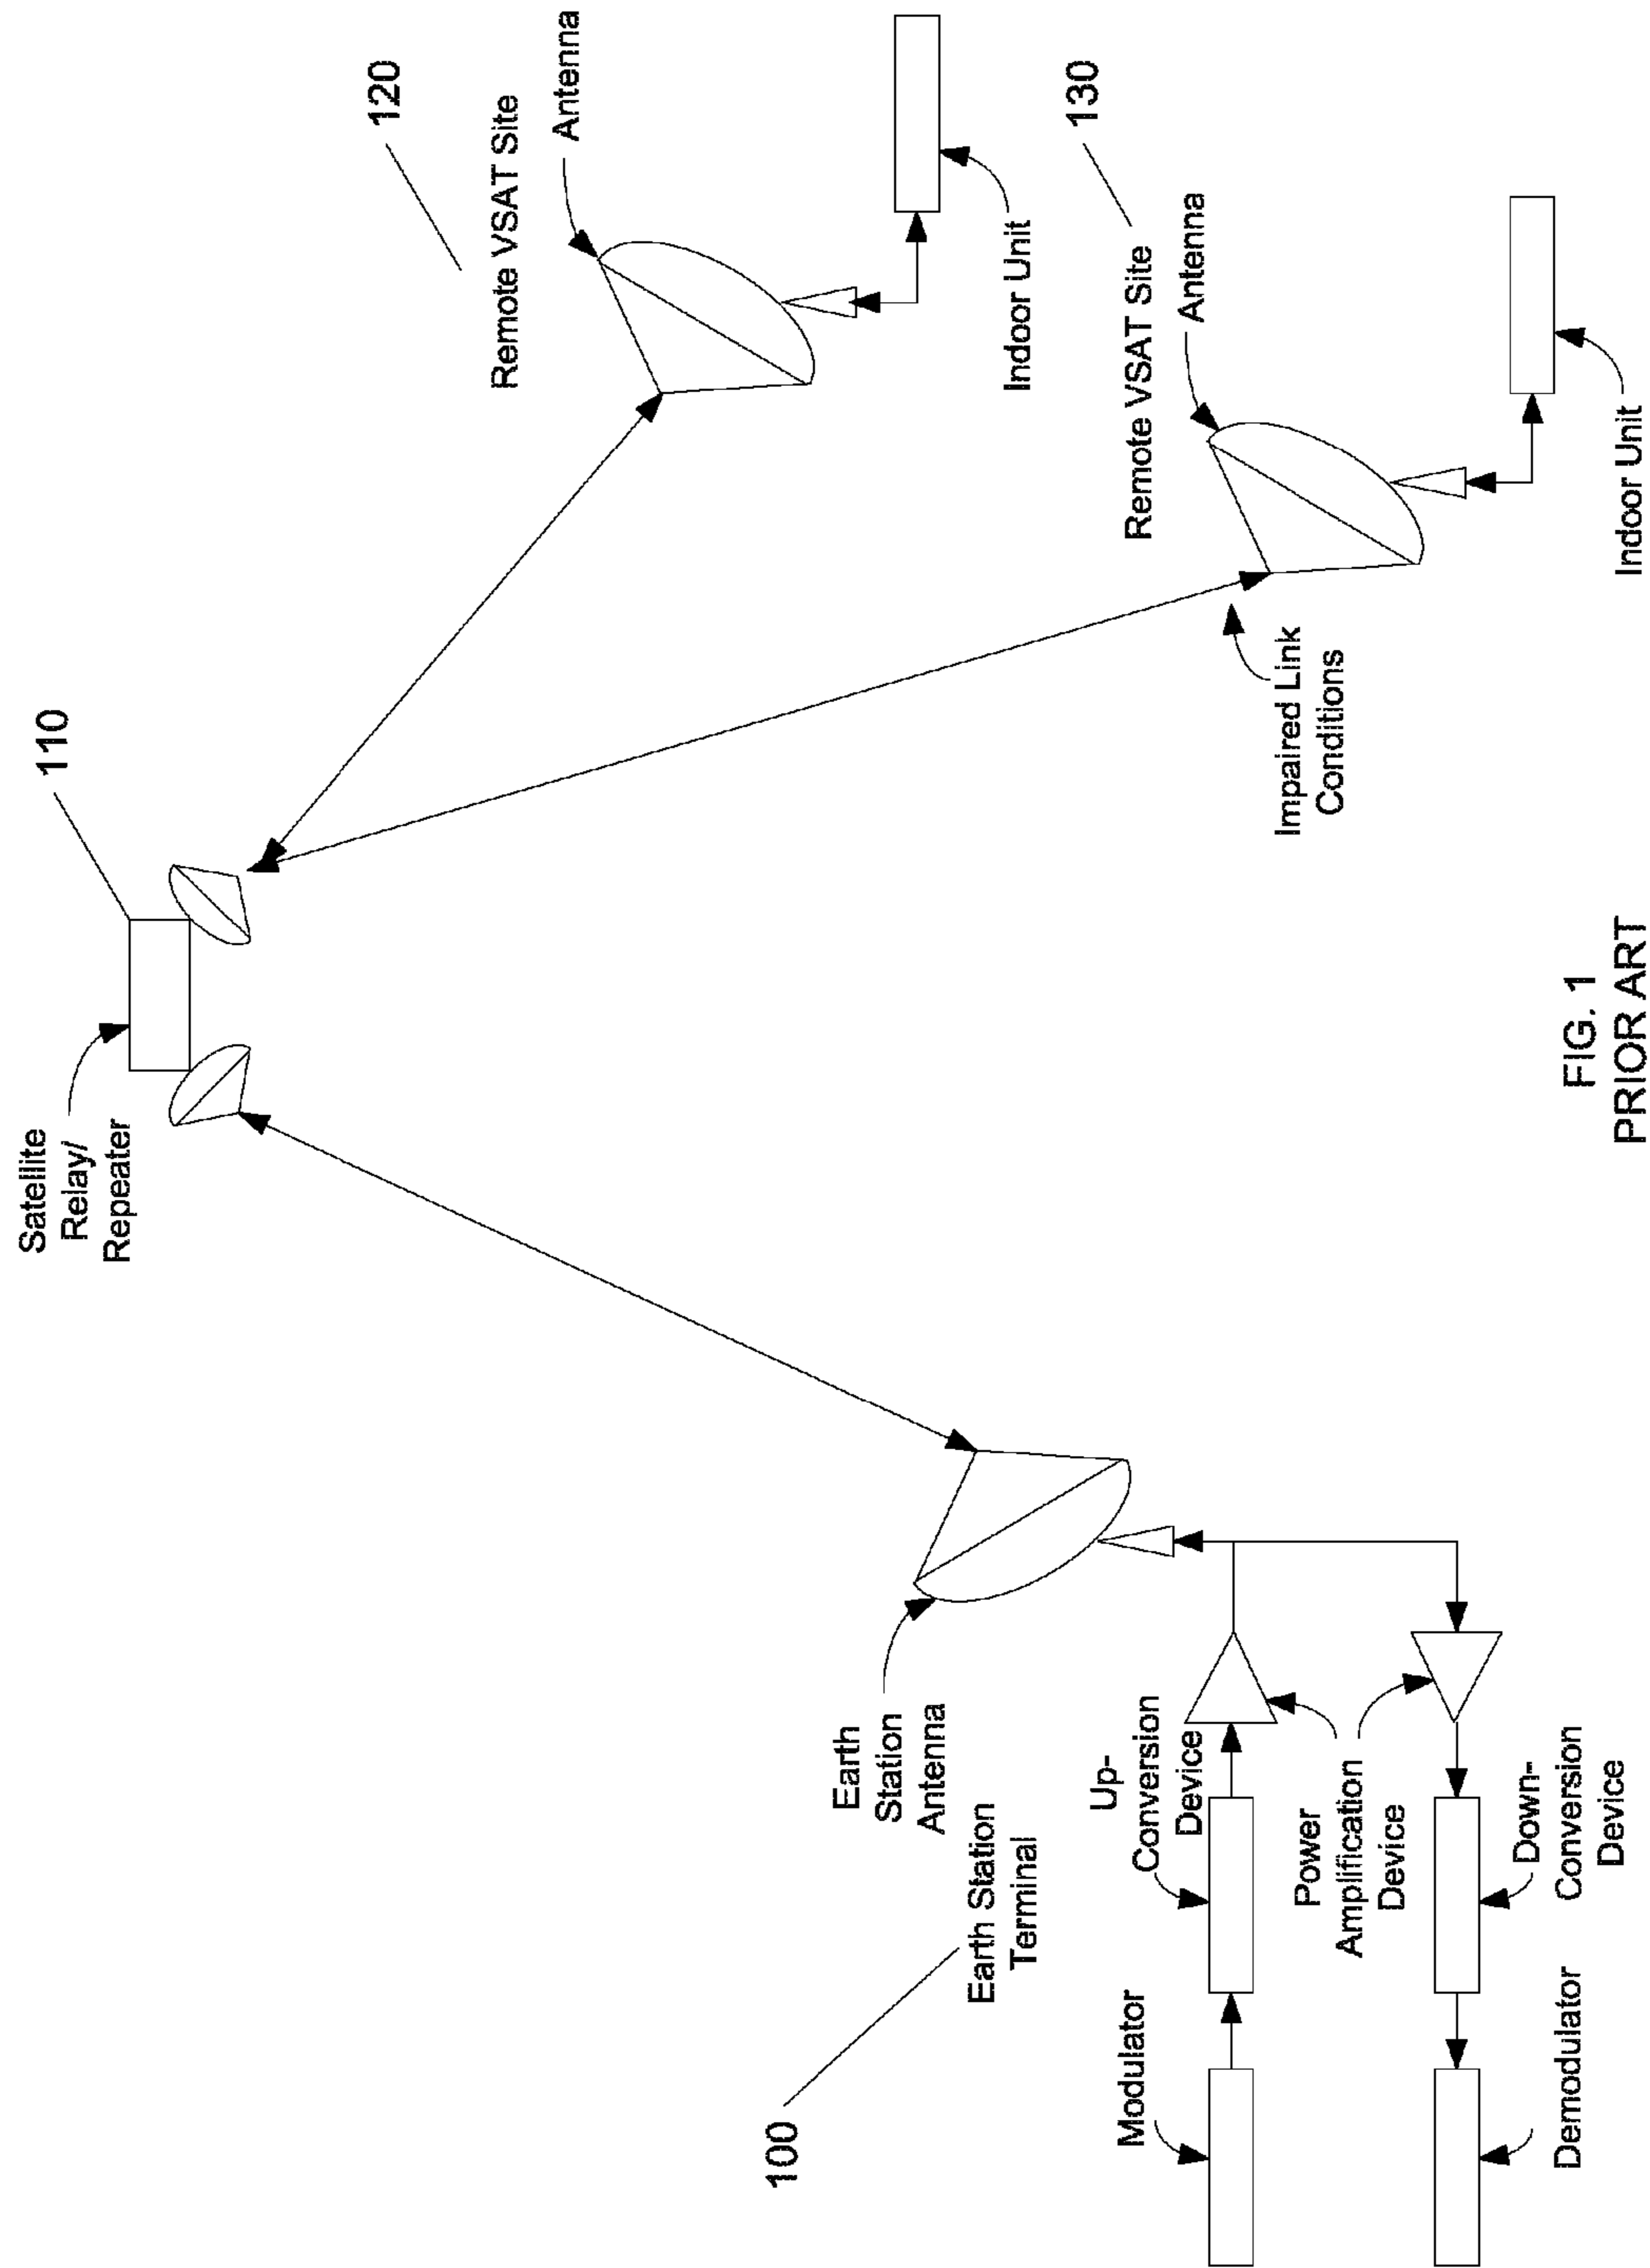 Satellite
Relay/
Repeater
110
120
Remote VSAT Site
Antenna
Indoor Unit
130
Remote VSAT Site
Antenna
Impaired Link
Conditions
Indoor Unit
Earth
Station
Antenna
100
Earth Station
Terminal
Modulator
Up-
Conversion
Device
Power
Amplification
Device
Demodulator
Down-
Conversion
Device
FIG. 1
PRIOR ART